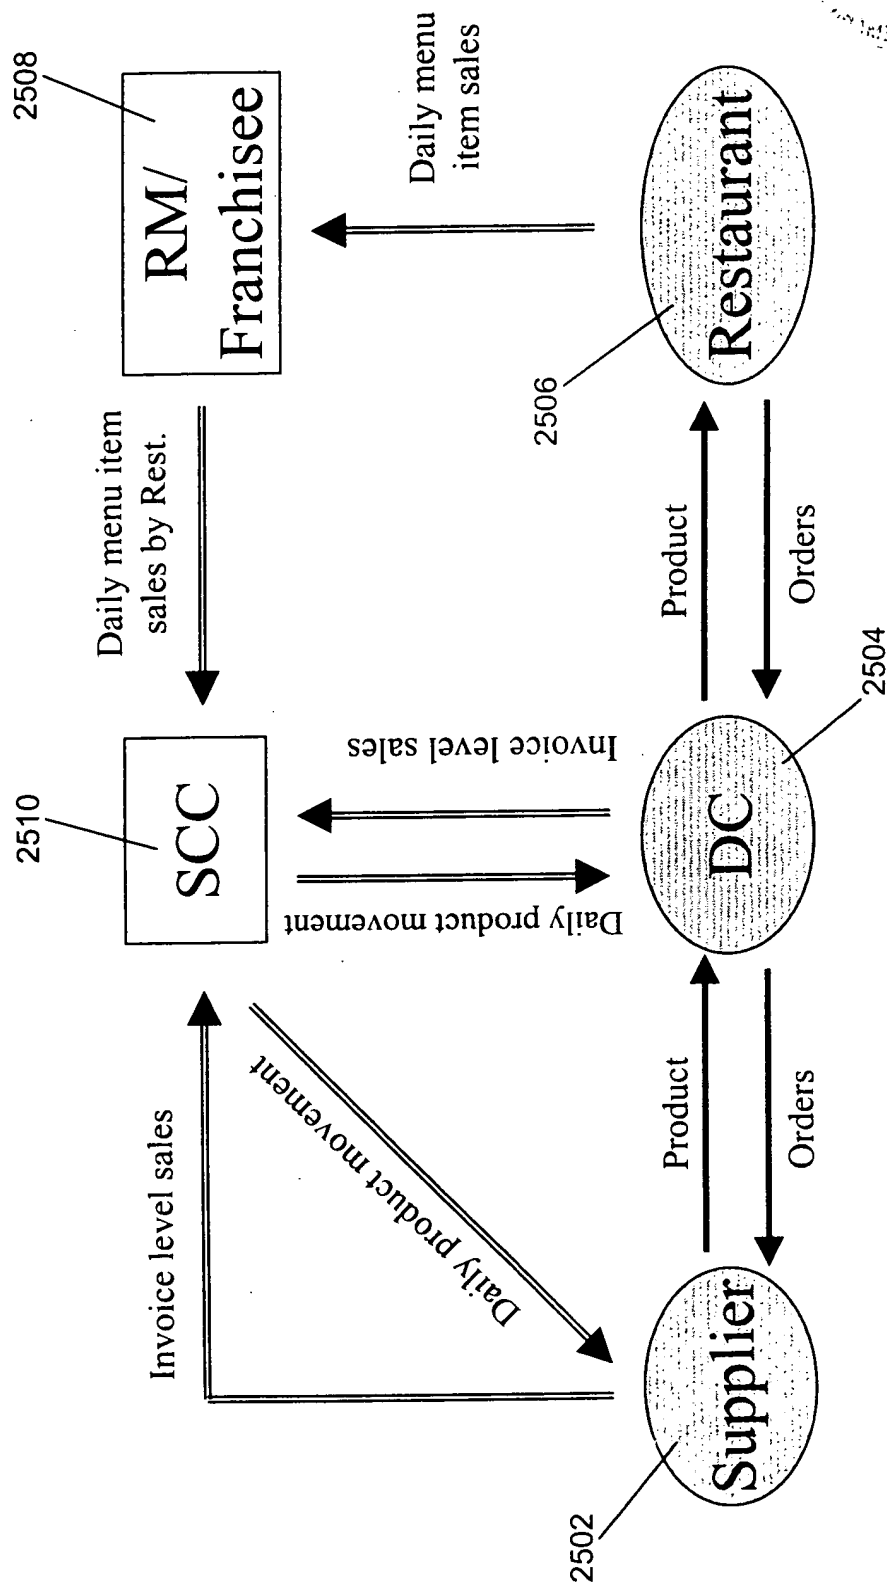 2510
2508
SCC
RM/
Franchisee
Invoice level sales
Daily menu item
sales by Rest.
Daily product movement
Daily product movement
Invoice level sales
Daily menu
item sales
2506
Supplier
Product
Orders
DC
Product
Orders
Restaurant
2502
2504